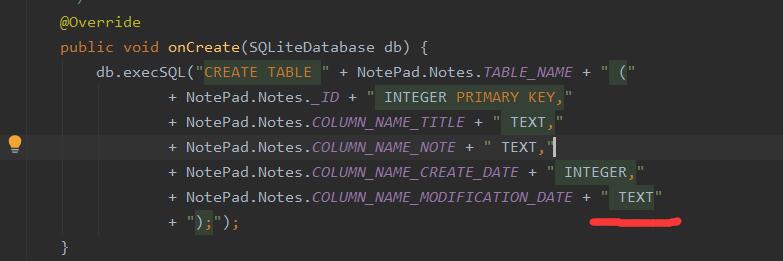 @Override
public void onCreate(SQLiteDatabase db) {
db.execSQL("CREATE TABLE " + NotePad.Notes.TABLE_NAME + " ("
+ NotePad.Notes._ID + " INTEGER PRIMARY KEY,"
+ NotePad.Notes.COLUMN_NAME_TITLE + " TEXT,"
+ NotePad.Notes.COLUMN_NAME_NOTE + " TEXT,"
+ NotePad.Notes.COLUMN_NAME_CREATE_DATE + " INTEGER,"
+ NotePad.Notes.COLUMN_NAME_MODIFICATION_DATE + " TEXT"
+ ");");
}